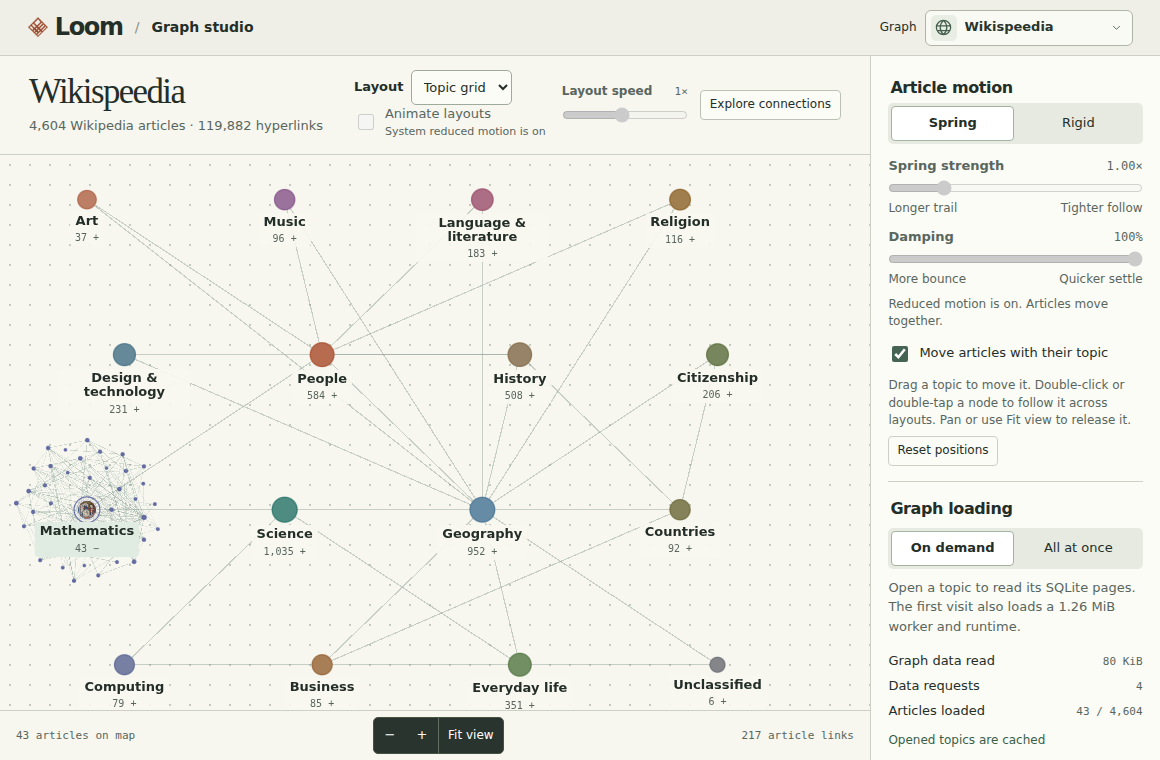 Loom
/
Graph studio
Graph
Wikispeedia
Wikispeedia
4,604 Wikipedia articles · 119,882 hyperlinks
Layout
Topic grid
Animate layouts
System reduced motion is on
Layout speed
1×
Explore connections
Art
37 +
Music
96 +
Language &
literature
183 +
Religion
116 +
Design &
technology
231 +
People
584 +
History
508 +
Citizenship
206 +
Mathematics
43 −
Science
1,035 +
Geography
952 +
Countries
92 +
Computing
79 +
Business
85 +
Everyday life
351 +
Unclassified
6 +
43 articles on map
−
+
Fit view
217 article links
Article motion
Spring
Rigid
Spring strength
1.00×
Longer trail
Tighter follow
Damping
100%
More bounce
Quicker settle
Reduced motion is on. Articles move
together.
Move articles with their topic
Drag a topic to move it. Double-click or
double-tap a node to follow it across
layouts. Pan or use Fit view to release it.
Reset positions
Graph loading
On demand
All at once
Open a topic to read its SQLite pages.
The first visit also loads a 1.26 MiB
worker and runtime.
Graph data read
80 KiB
Data requests
4
Articles loaded
43 / 4,604
Opened topics are cached